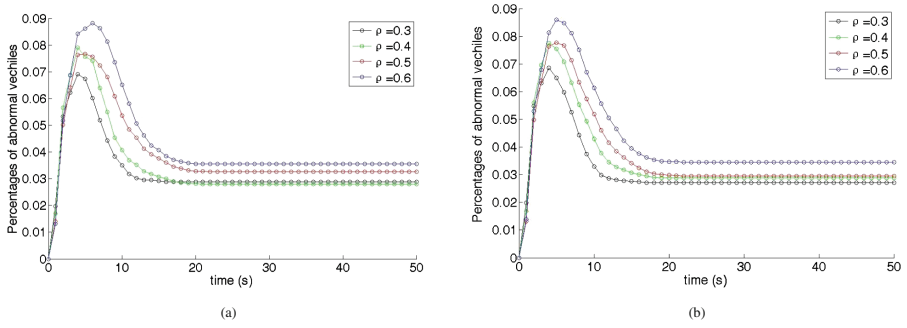 Percentages of abnormal vechiles
0.09
0.08
0.07
0.06
0.05
0.04
0.03
0.02
0.01
0
0 10 20 30 40 50
time (s)
ρ =0.3
ρ =0.4
ρ =0.5
ρ =0.6
(a)
Percentages of abnormal vechiles
0.09
0.08
0.07
0.06
0.05
0.04
0.03
0.02
0.01
0
0 10 20 30 40 50
time (s)
ρ =0.3
ρ =0.4
ρ =0.5
ρ =0.6
(b)